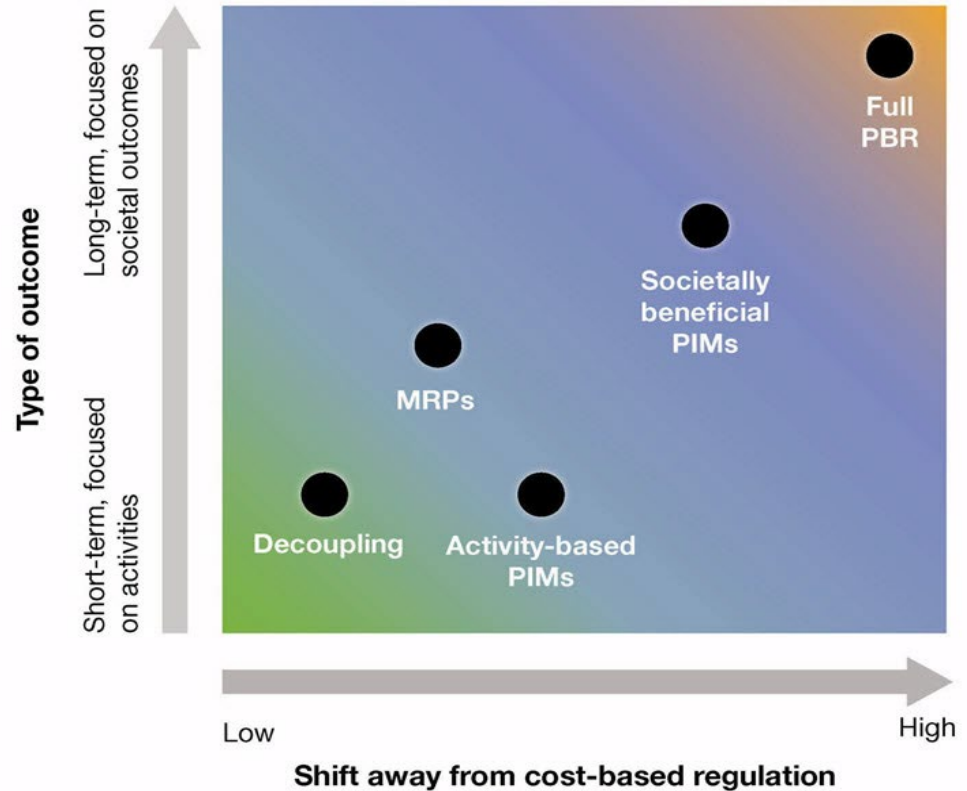 Type of outcome
Long-term, focused on
societal outcomes
Short-term, focused
on activities
Full
PBR
Societally
beneficial
PIMs
MRPs
Decoupling
Activity-based
PIMs
Low
High
Shift away from cost-based regulation